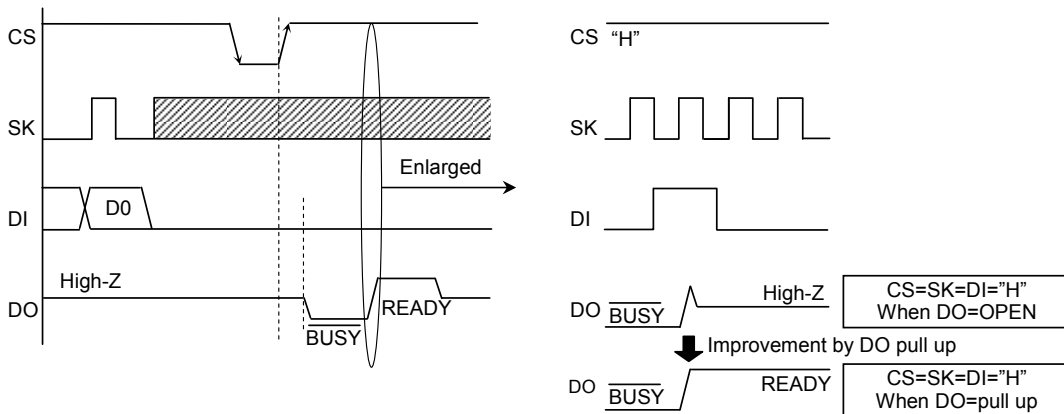 CS
SK
Enlarged
DI
D0
High-Z
DO
READY
BUSY
CS "H"
SK
DI
High-Z
DO
BUSY
CS=SK=DI="H"
When DO=OPEN
Improvement by DO pull up
DO
BUSY
READY
CS=SK=DI="H"
When DO=pull up